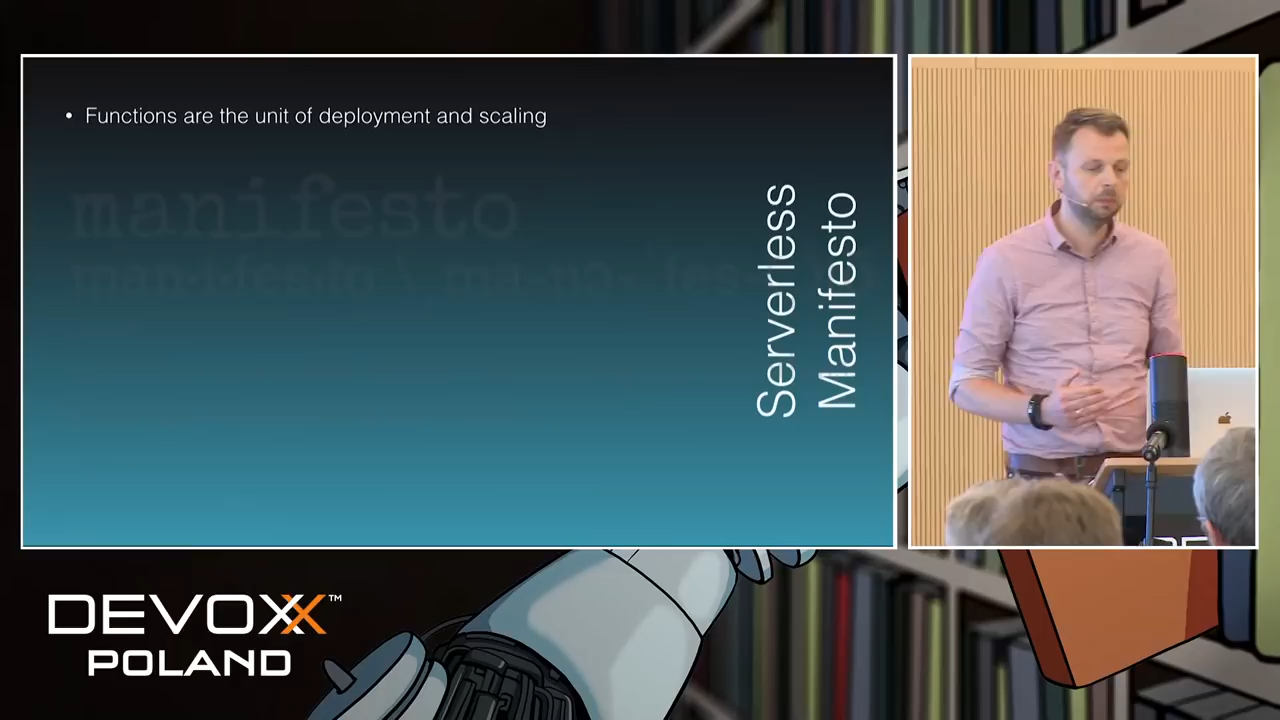 • Functions are the unit of deployment and scaling
manifesto
Serverless
Manifesto
DEVOXX™
POLAND